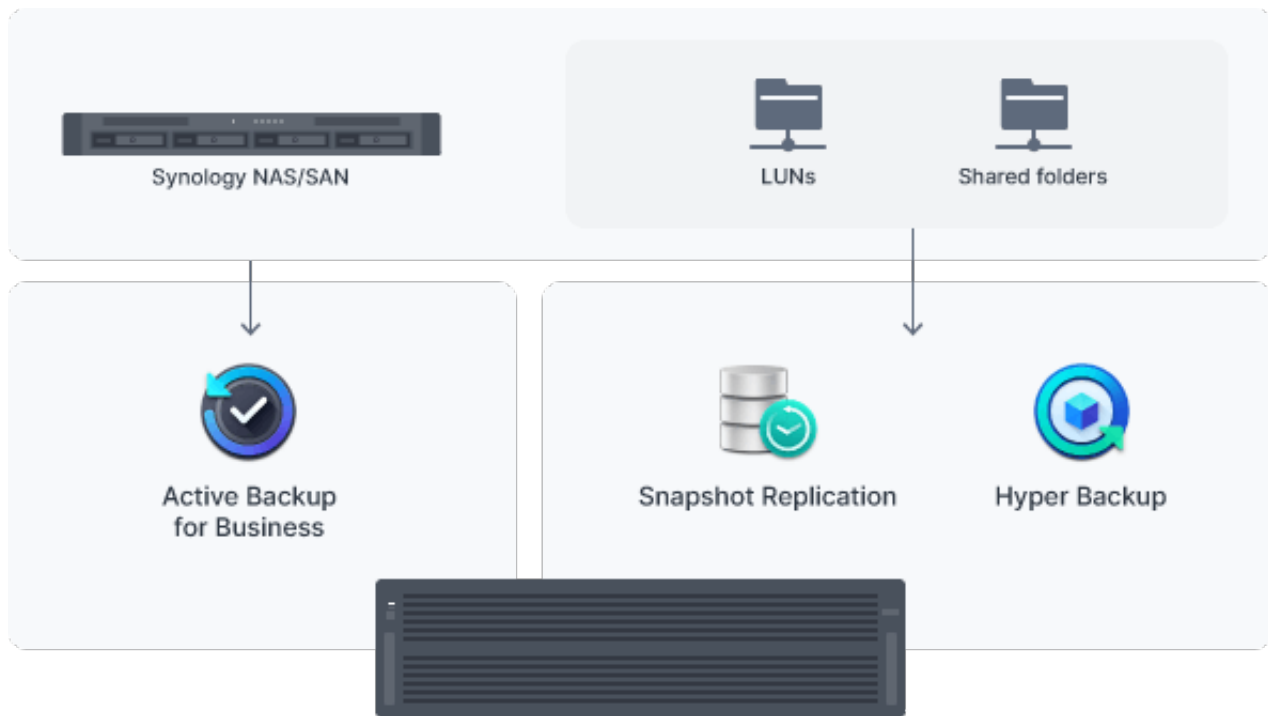 Synology NAS/SAN
LUNs
Shared folders
Active Backup
for Business
Snapshot Replication
Hyper Backup